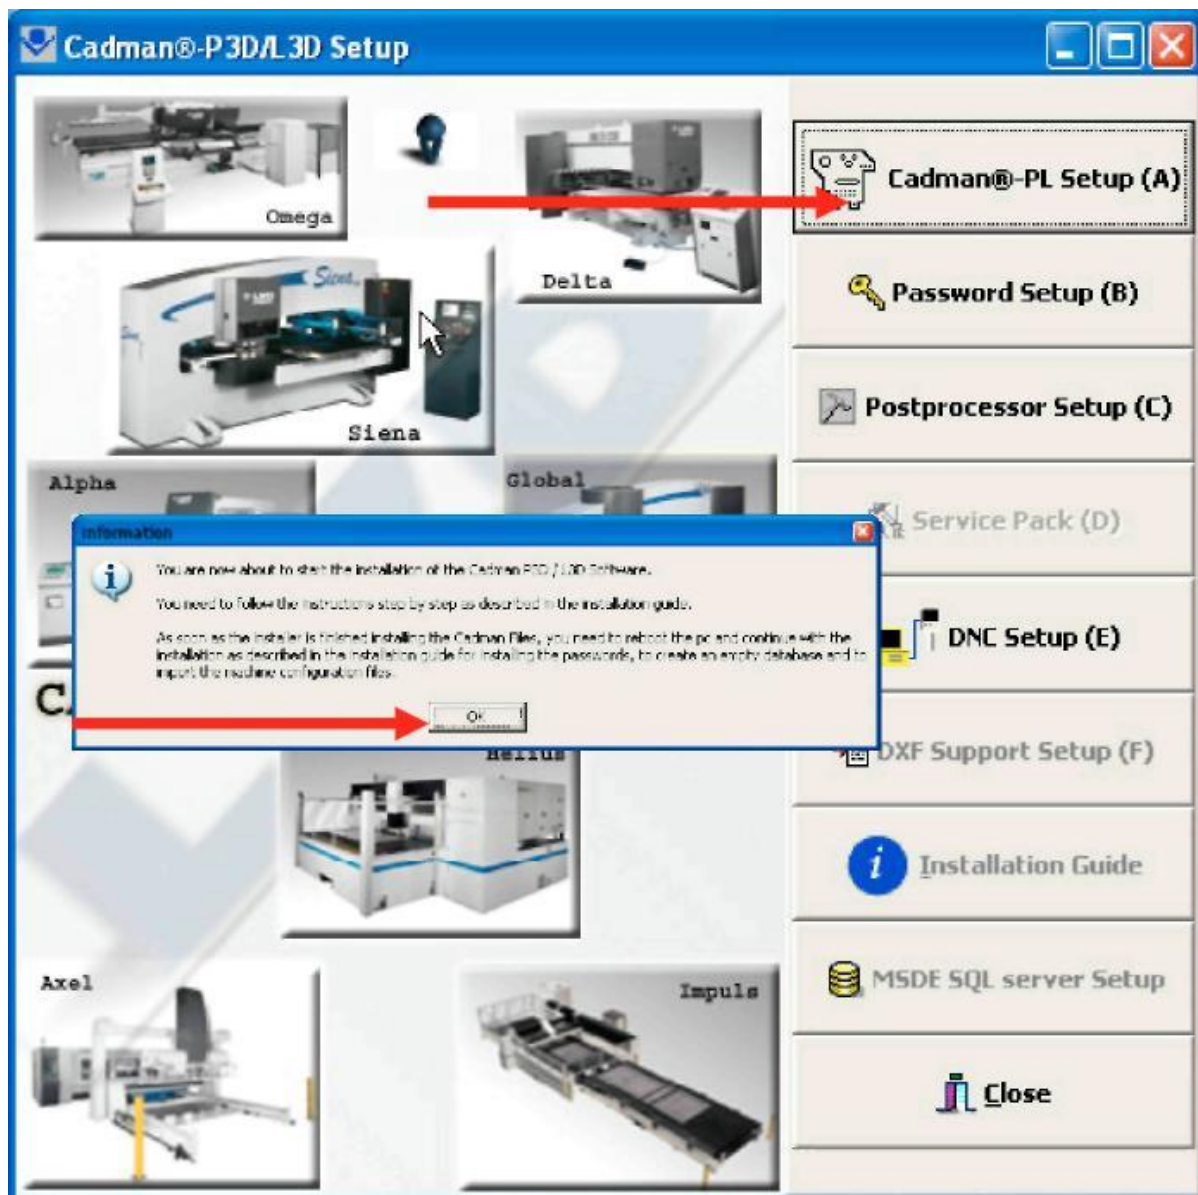 Cadman®-P3D/L3D Setup
Omega
Delta
Siena
Siena
Alpha
Global
Cadman®-PL Setup (A)
Password Setup (B)
Postprocessor Setup (C)
Service Pack (D)
Information
You are now about to start the installation of the Cadman P3D / L3D Software.
You need to follow the instructions step by step as described in the installation guide.
As soon as the installer is finished installing the Cadman Files, you need to reboot the pc and continue with the
installation as described in the installation guide for installing the passwords, to create an empty database and to
import the machine configuration files.
OK
DNC Setup (E)
Helius
DXF Support Setup (F)
Installation Guide
Axel
Impuls
MSDE SQL server Setup
Close